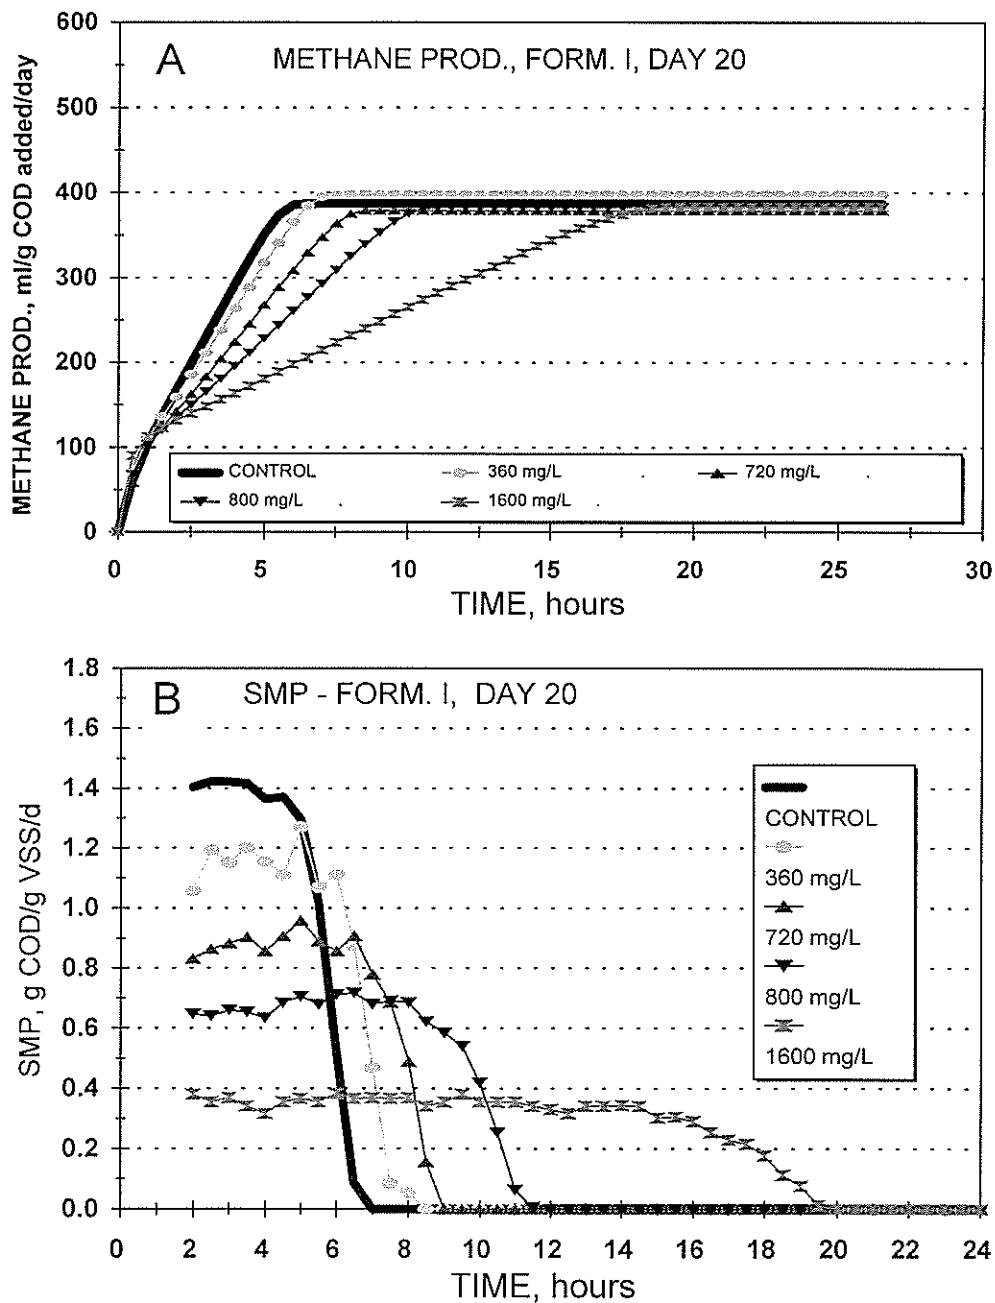 METHANE PROD., ml/g COD added/day
600
500
400
300
200
100
0
A METHANE PROD., FORM. I, DAY 20
CONTROL 360 mg/L 720 mg/L
800 mg/L 1600 mg/L
0 5 10 15 20 25 30
TIME, hours
SMP, g COD/g VSS/d
1.8
1.6
1.4
1.2
1.0
0.8
0.6
0.4
0.2
0.0
B SMP - FORM. I, DAY 20
CONTROL
360 mg/L
720 mg/L
800 mg/L
1600 mg/L
0 2 4 6 8 10 12 14 16 18 20 22 24
TIME, hours